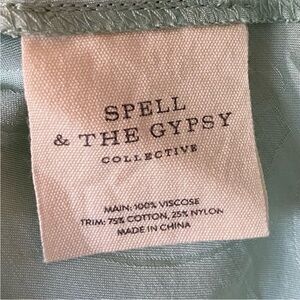 SPELL
& THE GYPSY
COLLECTIVE
MAIN: 100% VISCOSE
TRIM: 75% COTTON, 25% NYLON
MADE IN CHINA